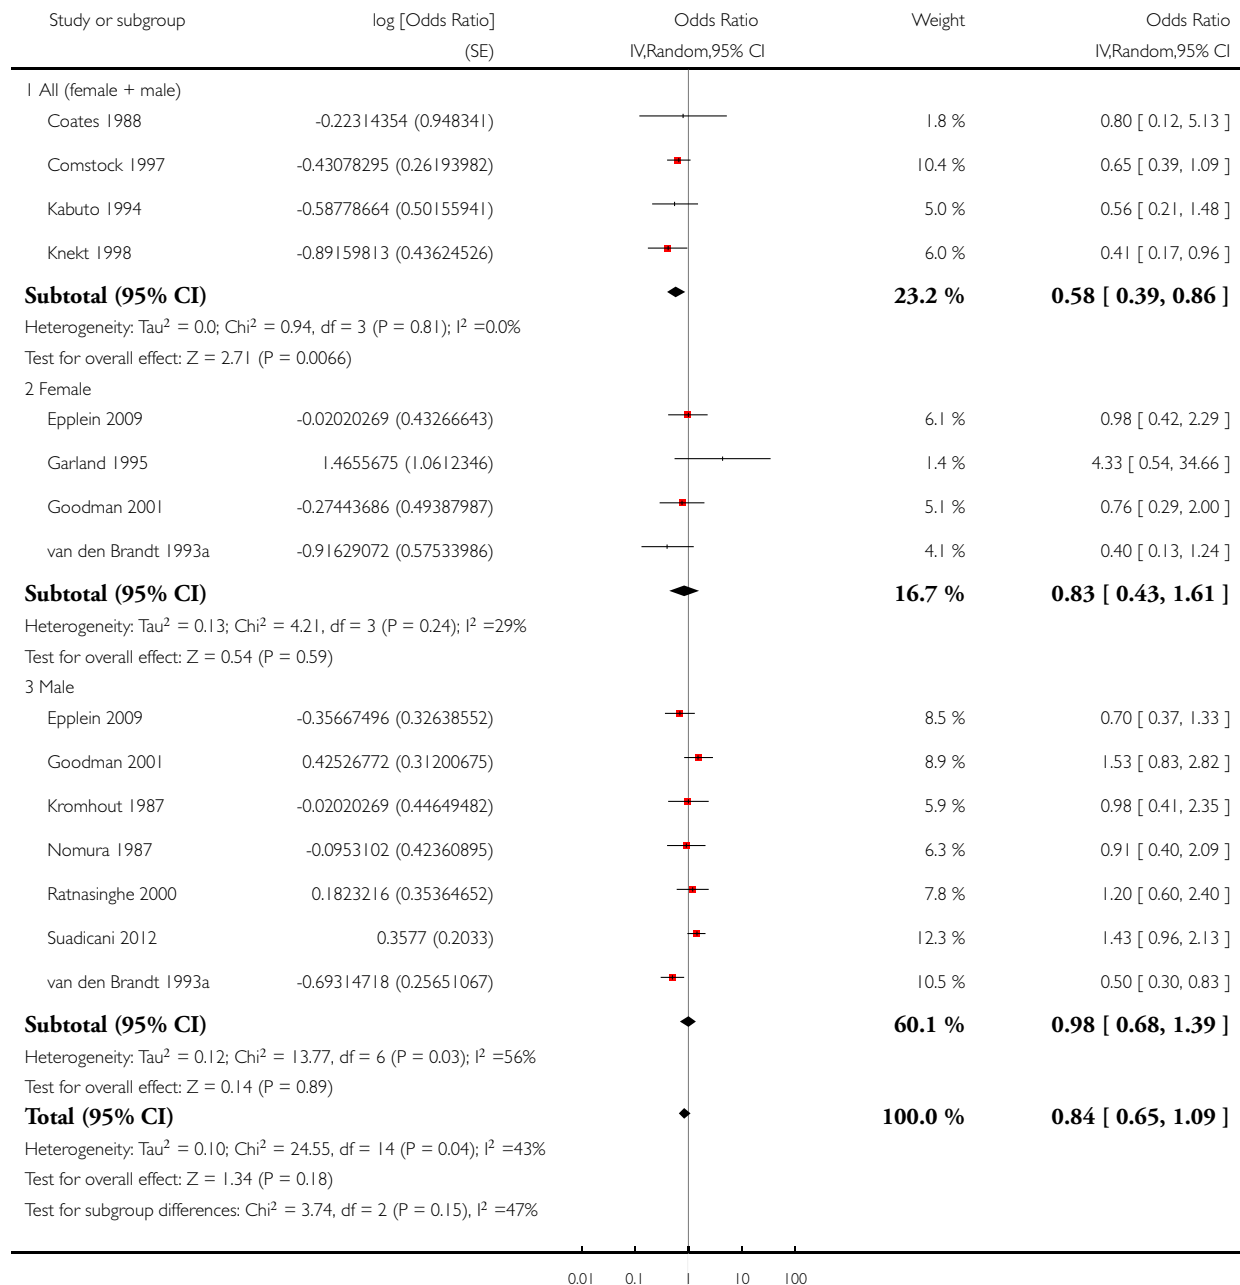 Study or subgroup log [Odds Ratio] Odds Ratio Weight Odds Ratio
(SE) IV,Random,95% CI IV,Random,95% CI
1 All (female + male)
Coates 1988 -0.22314354 (0.948341) 1.8 % 0.80 [ 0.12, 5.13 ]
Comstock 1997 -0.43078295 (0.26193982) 10.4 % 0.65 [ 0.39, 1.09 ]
Kabuto 1994 -0.58778664 (0.50155941) 5.0 % 0.56 [ 0.21, 1.48 ]
Knekt 1998 -0.89159813 (0.43624526) 6.0 % 0.41 [ 0.17, 0.96 ]
Subtotal (95% CI) 23.2 % 0.58 [ 0.39, 0.86 ]
Heterogeneity: Tau² = 0.0; Chi² = 0.94, df = 3 (P = 0.81); I² =0.0%
Test for overall effect: Z = 2.71 (P = 0.0066)
2 Female
Epplein 2009 -0.02020269 (0.43266643) 6.1 % 0.98 [ 0.42, 2.29 ]
Garland 1995 1.4655675 (1.0612346) 1.4 % 4.33 [ 0.54, 34.66 ]
Goodman 2001 -0.27443686 (0.49387987) 5.1 % 0.76 [ 0.29, 2.00 ]
van den Brandt 1993a -0.91629072 (0.57533986) 4.1 % 0.40 [ 0.13, 1.24 ]
Subtotal (95% CI) 16.7 % 0.83 [ 0.43, 1.61 ]
Heterogeneity: Tau² = 0.13; Chi² = 4.21, df = 3 (P = 0.24); I² =29%
Test for overall effect: Z = 0.54 (P = 0.59)
3 Male
Epplein 2009 -0.35667496 (0.32638552) 8.5 % 0.70 [ 0.37, 1.33 ]
Goodman 2001 0.42526772 (0.31200675) 8.9 % 1.53 [ 0.83, 2.82 ]
Kromhout 1987 -0.02020269 (0.44649482) 5.9 % 0.98 [ 0.41, 2.35 ]
Nomura 1987 -0.0953102 (0.42360895) 6.3 % 0.91 [ 0.40, 2.09 ]
Ratnasinghe 2000 0.1823216 (0.35364652) 7.8 % 1.20 [ 0.60, 2.40 ]
Suadicani 2012 0.3577 (0.2033) 12.3 % 1.43 [ 0.96, 2.13 ]
van den Brandt 1993a -0.69314718 (0.25651067) 10.5 % 0.50 [ 0.30, 0.83 ]
Subtotal (95% CI) 60.1 % 0.98 [ 0.68, 1.39 ]
Heterogeneity: Tau² = 0.12; Chi² = 13.77, df = 6 (P = 0.03); I² =56%
Test for overall effect: Z = 0.14 (P = 0.89)
Total (95% CI) 100.0 % 0.84 [ 0.65, 1.09 ]
Heterogeneity: Tau² = 0.10; Chi² = 24.55, df = 14 (P = 0.04); I² =43%
Test for overall effect: Z = 1.34 (P = 0.18)
Test for subgroup differences: Chi² = 3.74, df = 2 (P = 0.15), I² =47%
0.01 0.1 1 10 100